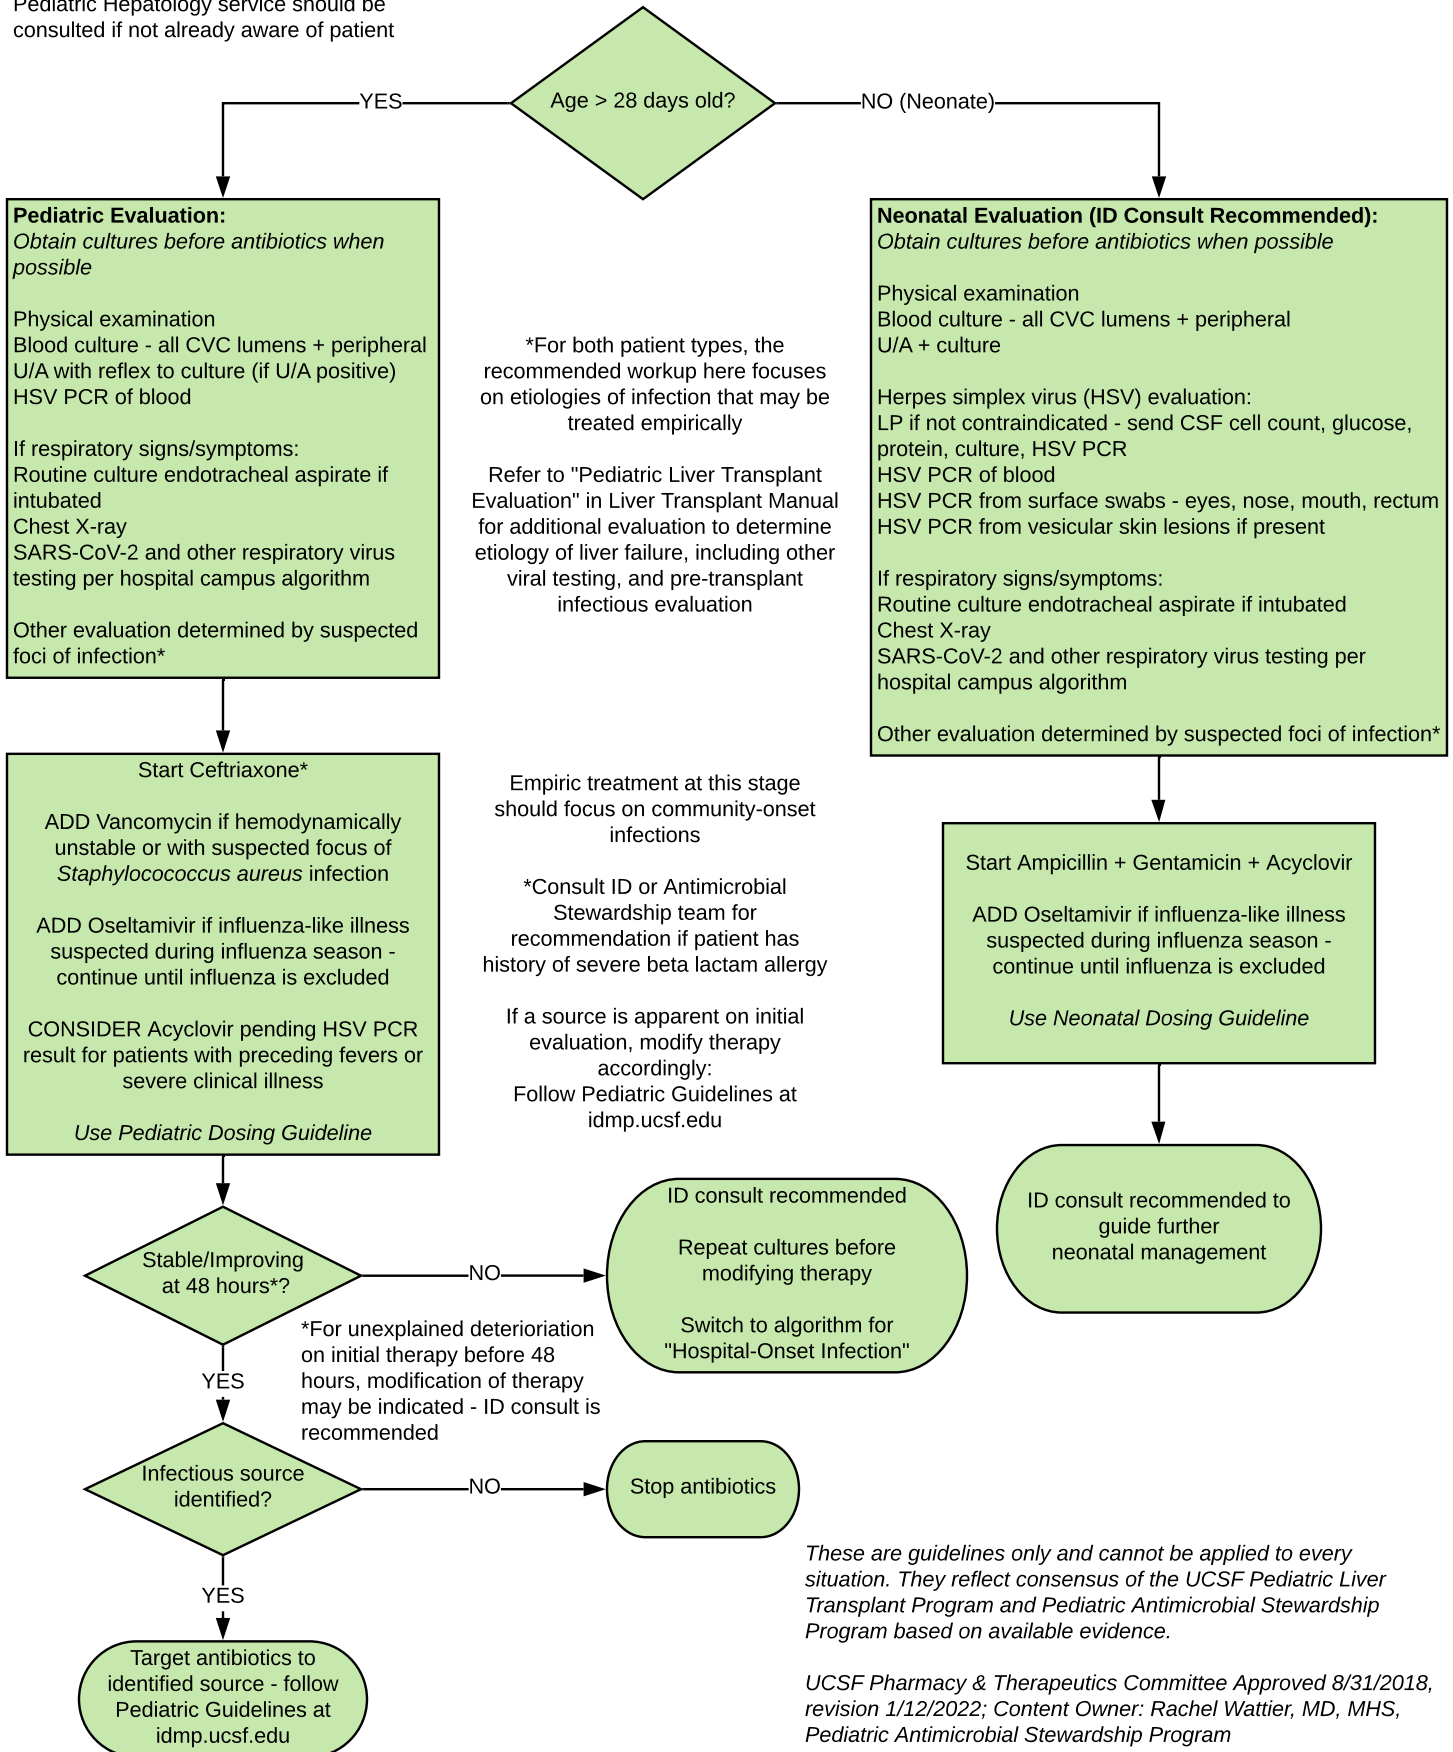 Pediatric Hepatology service should be
consulted if not already aware of patient
Age > 28 days old?
YES
NO (Neonate)
Pediatric Evaluation:
Obtain cultures before antibiotics when
possible
Physical examination
Blood culture - all CVC lumens + peripheral
U/A with reflex to culture (if U/A positive)
HSV PCR of blood
If respiratory signs/symptoms:
Routine culture endotracheal aspirate if
intubated
Chest X-ray
SARS-CoV-2 and other respiratory virus
testing per hospital campus algorithm
Other evaluation determined by suspected
foci of infection*
*For both patient types, the
recommended workup here focuses
on etiologies of infection that may be
treated empirically
Refer to "Pediatric Liver Transplant
Evaluation" in Liver Transplant Manual
for additional evaluation to determine
etiology of liver failure, including other
viral testing, and pre-transplant
infectious evaluation
Neonatal Evaluation (ID Consult Recommended):
Obtain cultures before antibiotics when possible
Physical examination
Blood culture - all CVC lumens + peripheral
U/A + culture
Herpes simplex virus (HSV) evaluation:
LP if not contraindicated - send CSF cell count, glucose,
protein, culture, HSV PCR
HSV PCR of blood
HSV PCR from surface swabs - eyes, nose, mouth, rectum
HSV PCR from vesicular skin lesions if present
If respiratory signs/symptoms:
Routine culture endotracheal aspirate if intubated
Chest X-ray
SARS-CoV-2 and other respiratory virus testing per
hospital campus algorithm
Other evaluation determined by suspected foci of infection*
Start Ceftriaxone*
ADD Vancomycin if hemodynamically
unstable or with suspected focus of
Staphylocococcus aureus infection
ADD Oseltamivir if influenza-like illness
suspected during influenza season -
continue until influenza is excluded
CONSIDER Acyclovir pending HSV PCR
result for patients with preceding fevers or
severe clinical illness
Use Pediatric Dosing Guideline
Empiric treatment at this stage
should focus on community-onset
infections
*Consult ID or Antimicrobial
Stewardship team for
recommendation if patient has
history of severe beta lactam allergy
If a source is apparent on initial
evaluation, modify therapy
accordingly:
Follow Pediatric Guidelines at
idmp.ucsf.edu
Start Ampicillin + Gentamicin + Acyclovir
ADD Oseltamivir if influenza-like illness
suspected during influenza season -
continue until influenza is excluded
Use Neonatal Dosing Guideline
ID consult recommended to
guide further
neonatal management
Stable/Improving
at 48 hours*?
NO
ID consult recommended
Repeat cultures before
modifying therapy
Switch to algorithm for
"Hospital-Onset Infection"
*For unexplained deterioriation
on initial therapy before 48
hours, modification of therapy
may be indicated - ID consult is
recommended
YES
Infectious source
identified?
NO
Stop antibiotics
YES
Target antibiotics to
identified source - follow
Pediatric Guidelines at
idmp.ucsf.edu
These are guidelines only and cannot be applied to every
situation. They reflect consensus of the UCSF Pediatric Liver
Transplant Program and Pediatric Antimicrobial Stewardship
Program based on available evidence.
UCSF Pharmacy & Therapeutics Committee Approved 8/31/2018,
revision 1/12/2022; Content Owner: Rachel Wattier, MD, MHS,
Pediatric Antimicrobial Stewardship Program